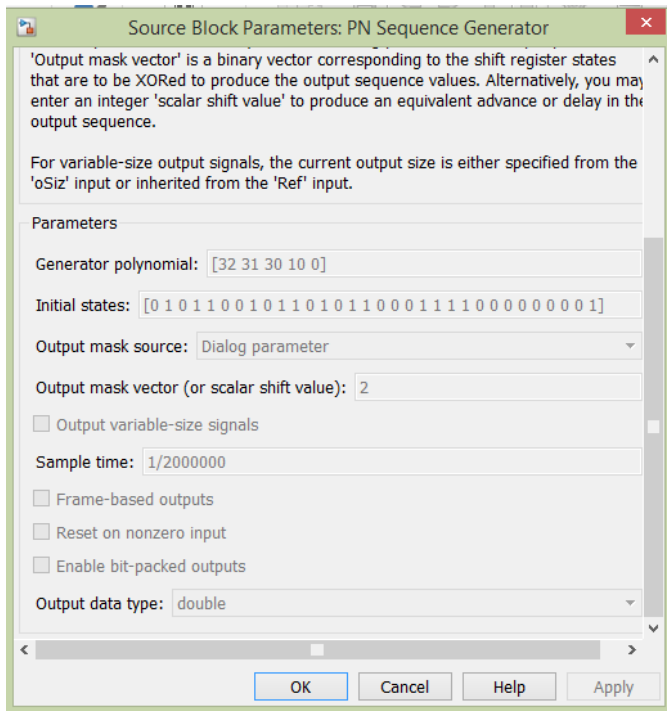 Source Block Parameters: PN Sequence Generator
'Output mask vector' is a binary vector corresponding to the shift register states
that are to be XORed to produce the output sequence values. Alternatively, you may
enter an integer 'scalar shift value' to produce an equivalent advance or delay in the
output sequence.
For variable-size output signals, the current output size is either specified from the
'oSiz' input or inherited from the 'Ref' input.
Parameters
Generator polynomial: [32 31 30 10 0]
Initial states: [0 1 0 1 1 0 0 1 0 1 1 0 1 0 1 1 0 0 0 1 1 1 1 0 0 0 0 0 0 0 0 1]
Output mask source: Dialog parameter
Output mask vector (or scalar shift value): 2
Output variable-size signals
Sample time: 1/2000000
Frame-based outputs
Reset on nonzero input
Enable bit-packed outputs
Output data type: double
OK Cancel Help Apply